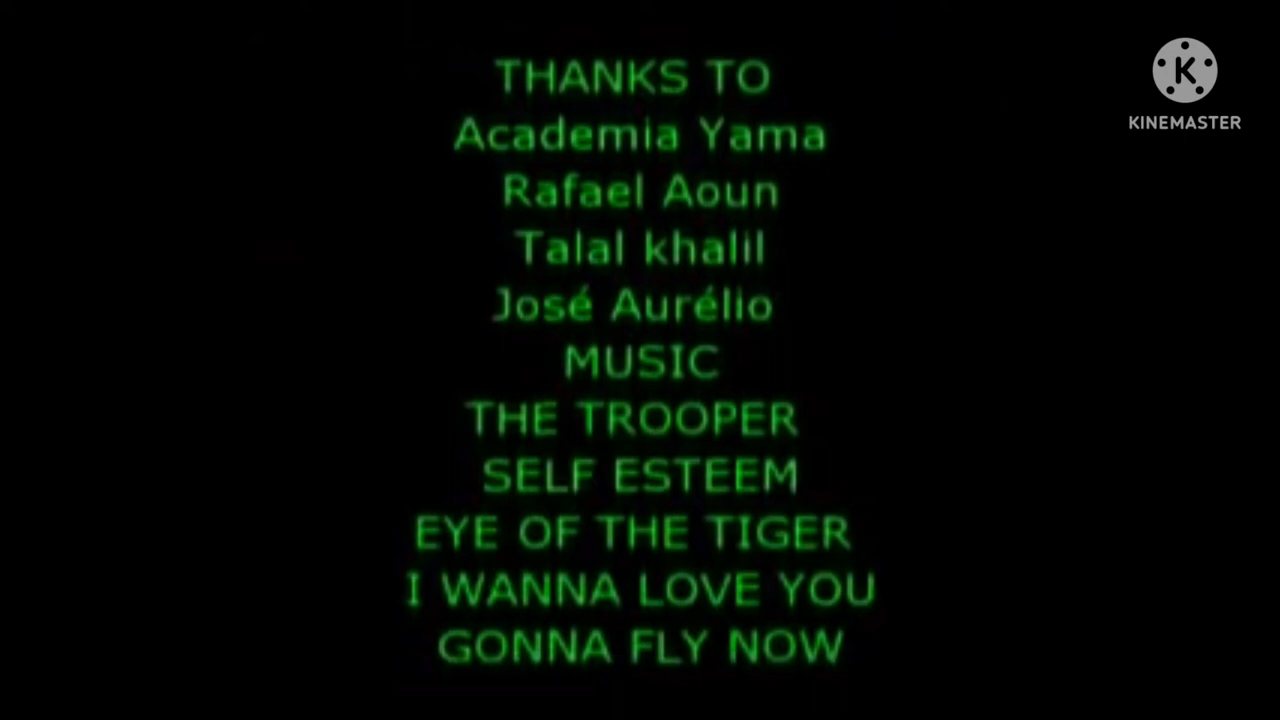 THANKS TO
Academia Yama
Rafael Aoun
Talal khalil
José Aurélio
MUSIC
THE TROOPER
SELF ESTEEM
EYE OF THE TIGER
I WANNA LOVE YOU
GONNA FLY NOW
K
KINEMASTER